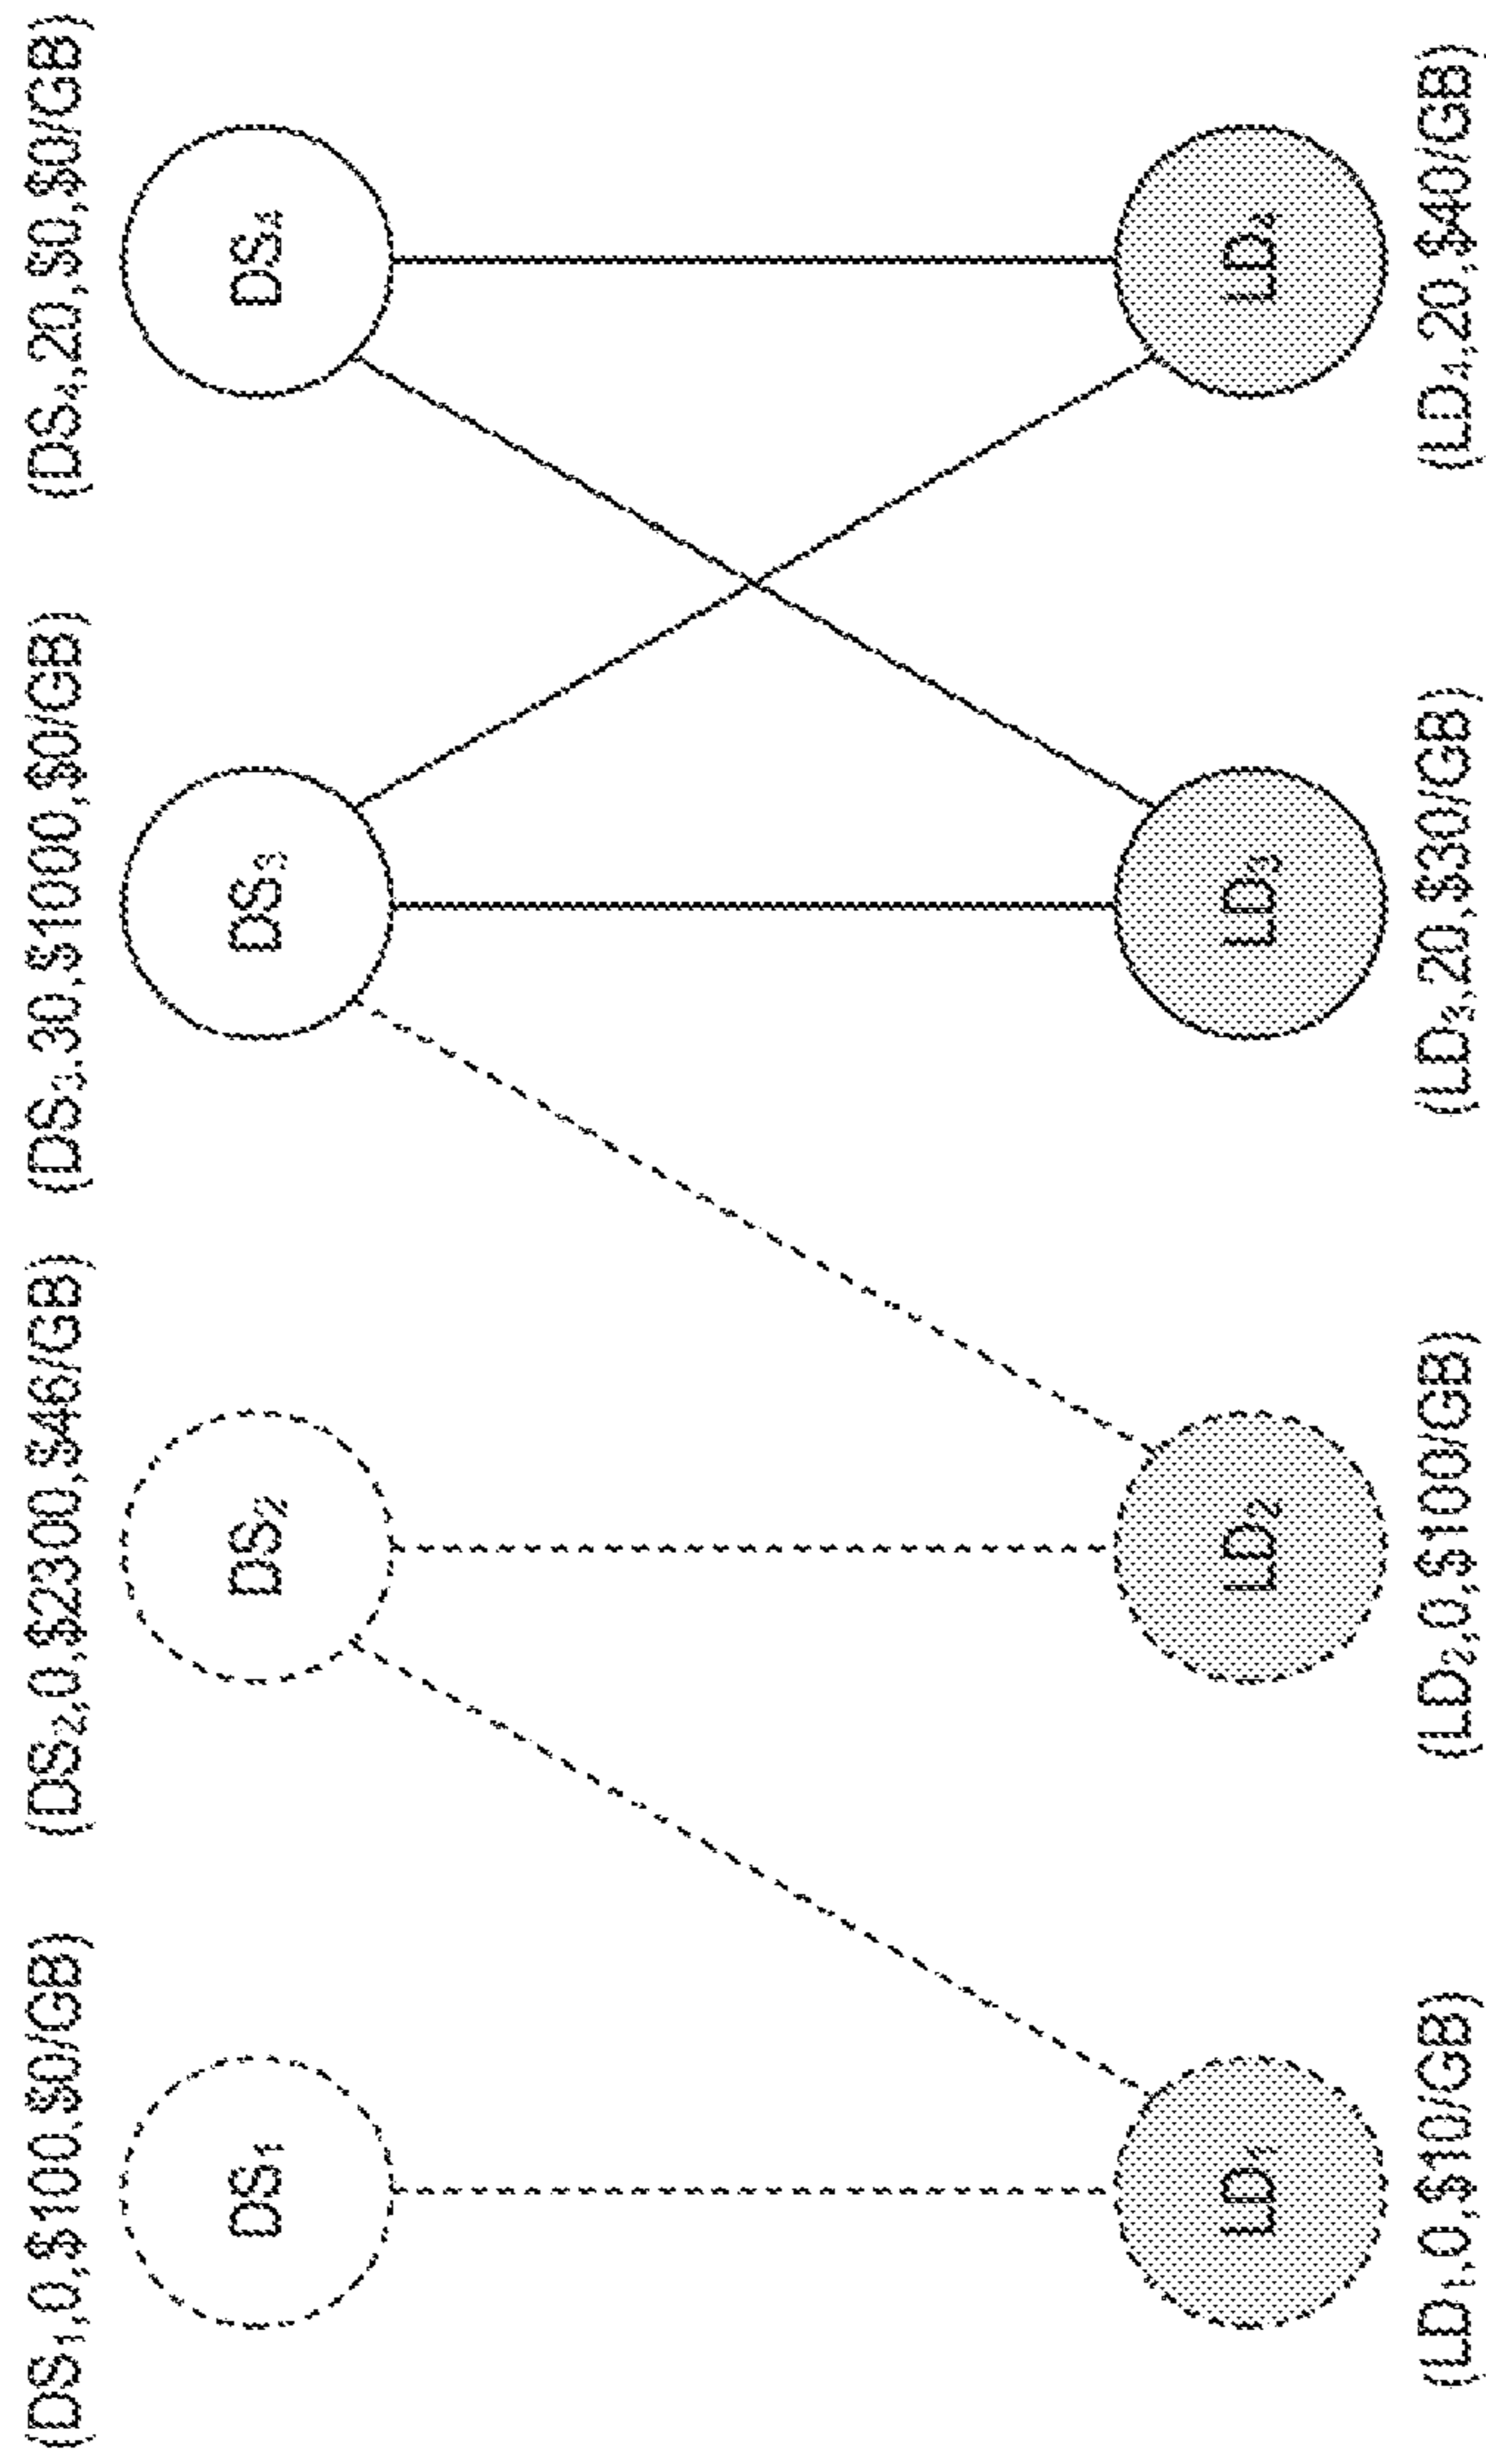 (DS₁,0,$100,$0/GB)
(DS₂,0,$2300,$46/GB)
(DS₃,30,$1000,$0/GB)
(DS₄,20,$0,$0/GB)
DS₁
DS₂
DS₃
DS₄
LD₁
LD₂
LD₃
LD₄
(LD₁,0,$10/GB)
(LD₂,0,$100/GB)
(LD₃,20,$30/GB)
(LD₄,20,$40/GB)